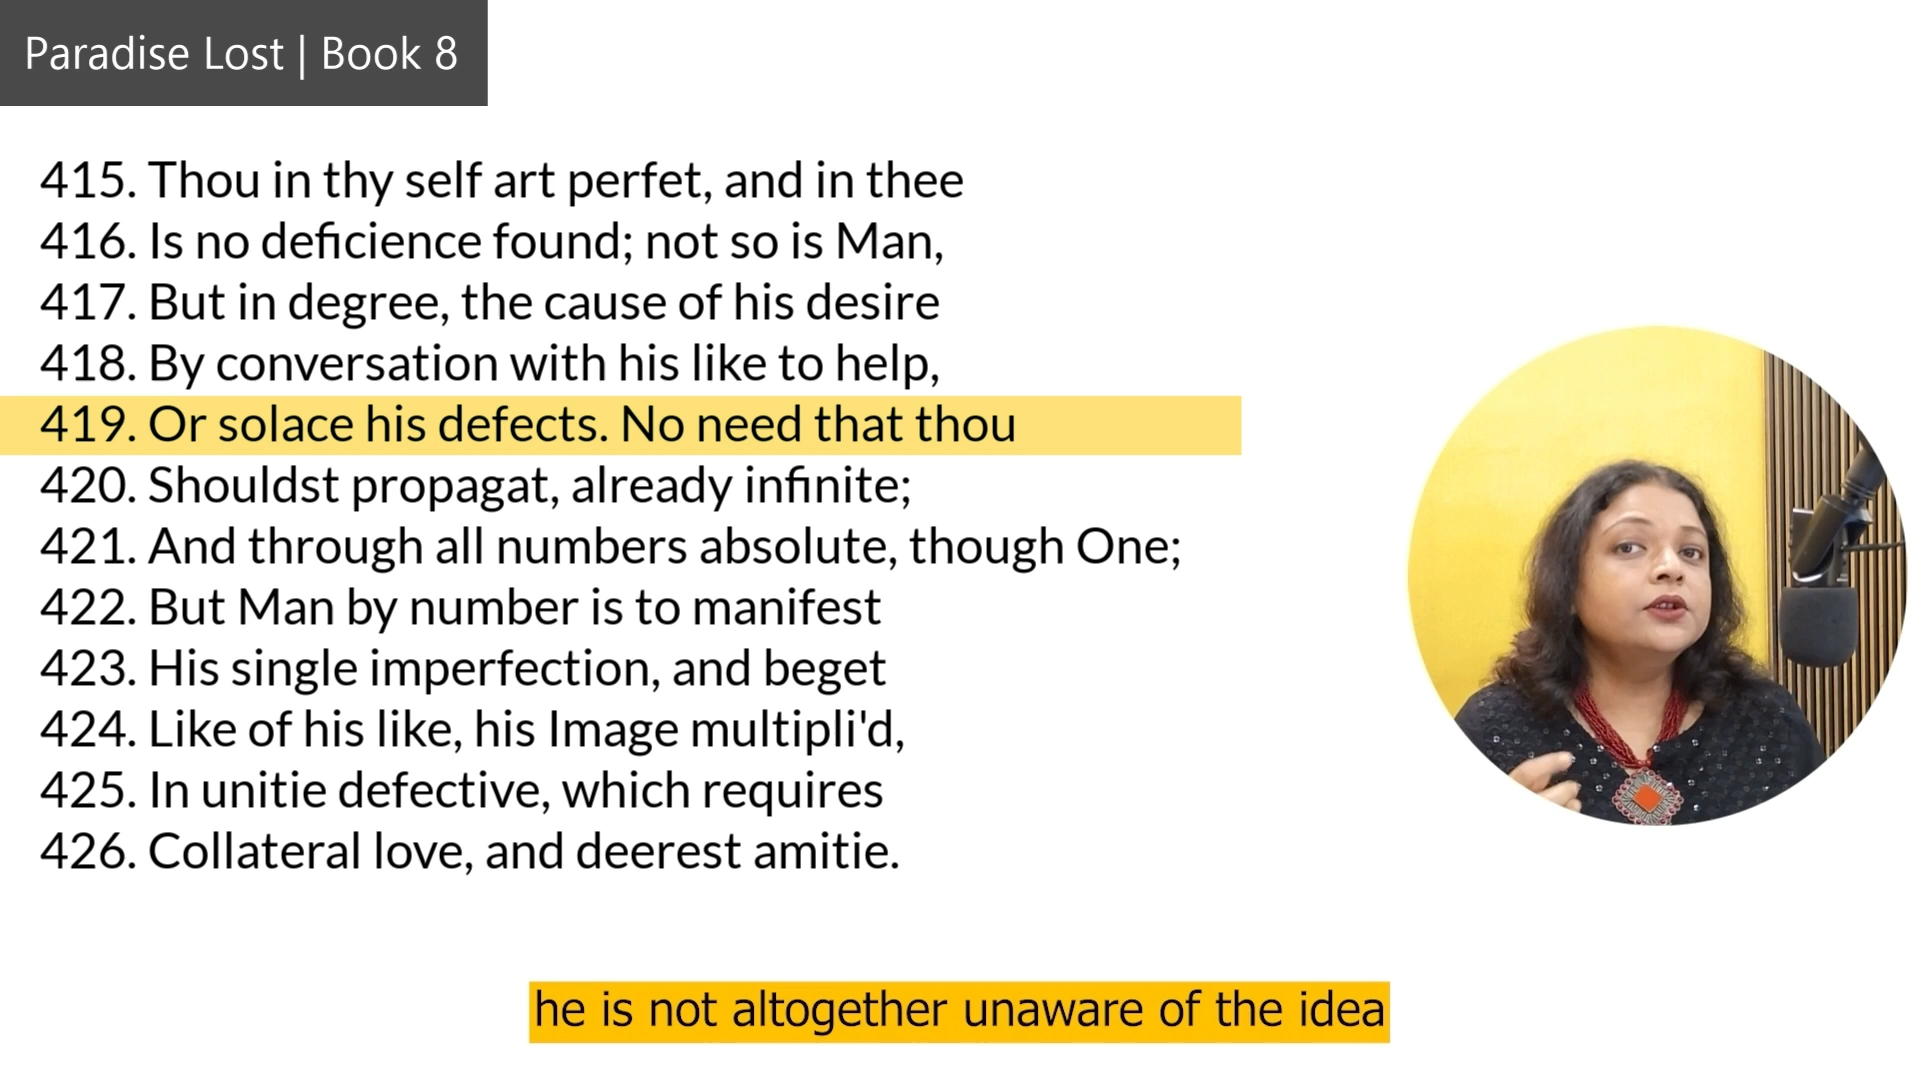 Paradise Lost | Book 8
415. Thou in thy self art perfet, and in thee
416. Is no deficience found; not so is Man,
417. But in degree, the cause of his desire
418. By conversation with his like to help,
419. Or solace his defects. No need that thou
420. Shouldst propagat, already infinite;
421. And through all numbers absolute, though One;
422. But Man by number is to manifest
423. His single imperfection, and beget
424. Like of his like, his Image multipli'd,
425. In unitie defective, which requires
426. Collateral love, and deerest amitie.
he is not altogether unaware of the idea